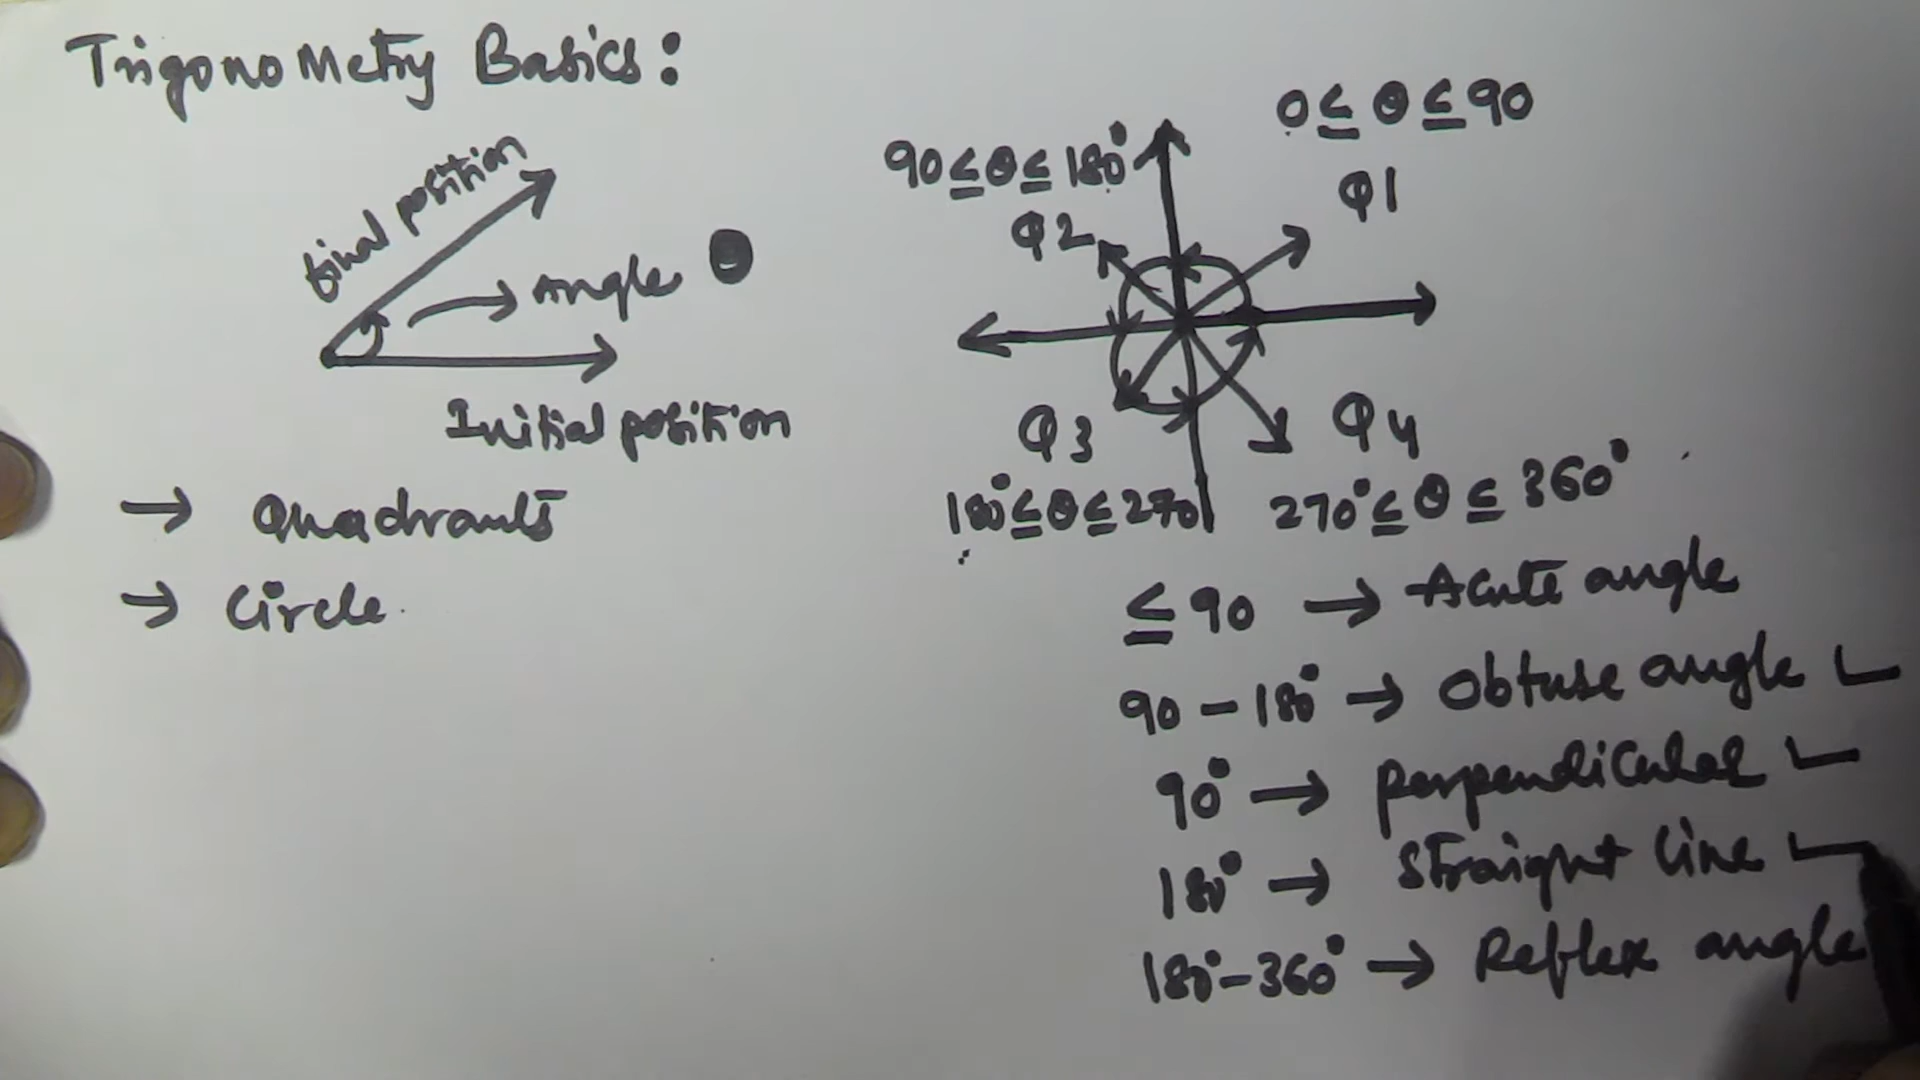 Trigonometry Basics:
final position
Angle θ
Initial position
→ Quadrants
→ Circle.
0 ≤ θ ≤ 90
Q1
90 ≤ θ ≤ 180°
Q2
Q3
180° ≤ θ ≤ 270
Q4
270° ≤ θ ≤ 360°
≤ 90 → Acute angle
90 – 180° → Obtuse angle
90° → perpendicular
180° → Straight line
180° – 360° → Reflex angle